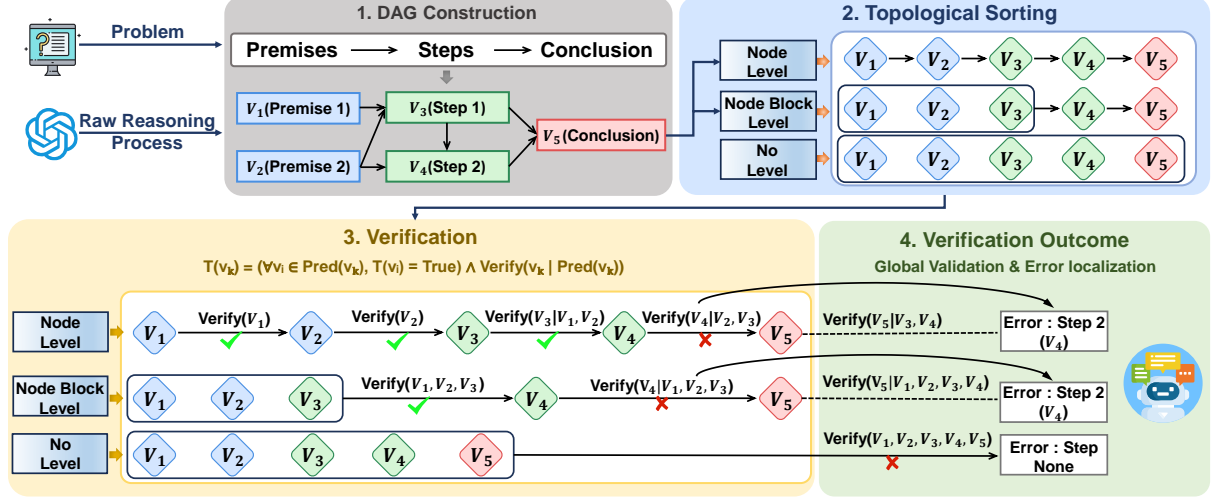 1. DAG Construction
Problem
Premises → Steps → Conclusion
Raw Reasoning
Process
V₁(Premise 1)
V₃(Step 1)
V₅(Conclusion)
V₂(Premise 2)
V₄(Step 2)
2. Topological Sorting
Node
Level
V₁ V₂ V₃ V₄ V₅
Node Block
Level
V₁ V₂ V₃ V₄ V₅
No
Level
V₁ V₂ V₃ V₄ V₅
3. Verification
T(vₖ) = (∀vᵢ ∈ Pred(vₖ), T(vᵢ) = True) ∧ Verify(vₖ | Pred(vₖ))
Node
Level
V₁ Verify(V₁) V₂ Verify(V₂) V₃ Verify(V₃|V₁, V₂) V₄ Verify(V₄|V₂, V₃) V₅
Node Block
Level
V₁ V₂ V₃ Verify(V₁, V₂, V₃) V₄ Verify(V₄|V₁, V₂, V₃) V₅
No
Level
V₁ V₂ V₃ V₄ V₅
4. Verification Outcome
Global Validation & Error localization
Verify(V₅|V₃, V₄)
Error : Step 2
(V₄)
Verify(V₅|V₁, V₂, V₃, V₄)
Error : Step 2
(V₄)
Verify(V₁, V₂, V₃, V₄, V₅)
Error : Step
None